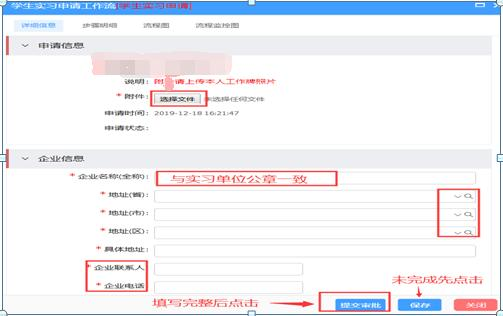 学生实习申请工作流[学生实习申请]
详细信息 步骤明细 流程图 流程监控图
申请信息
说明: 附件请上传本人工作牌照片
* 附件: 选择文件 未选择任何文件
申请时间: 2019-12-18 16:21:47
申请状态:
企业信息
* 企业名称(全称): 与实习单位公章一致
* 地址(省):
* 地址(市):
* 地址(区):
* 具体地址:
* 企业联系人
* 企业电话
未完成先点击
填写完整后点击
提交审批 保存 关闭